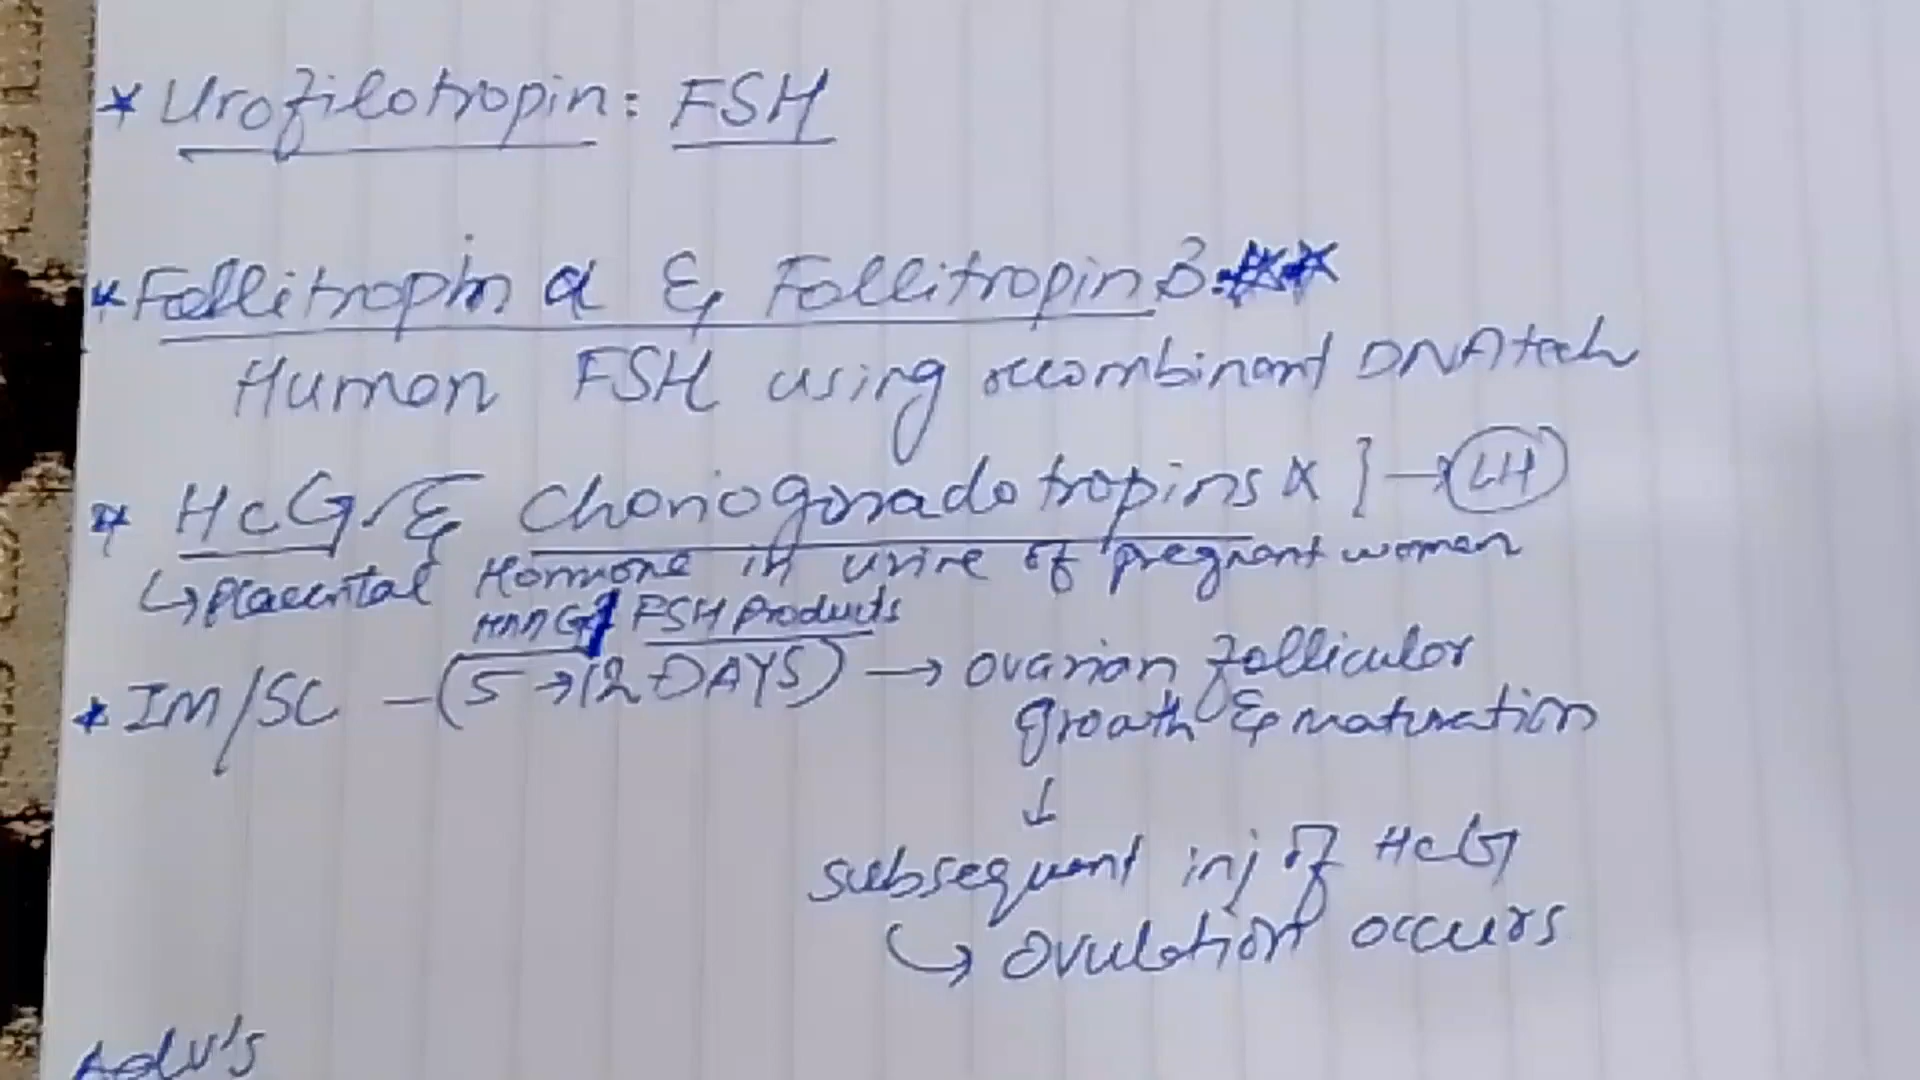 * Urofilotropin: FSH
* Follitropin α & Follitropin β.**
Human FSH using recombinant DNA tech
* HcG & Choriogonadotropins α } → LH
↳ placental Hormone in urine of pregnant women
HMG/ FSH Products
* IM/SC - (5 → 12 DAYS) → ovarian follicular
growth & maturation
↓
subsequent inj of HcG
↳ ovulation occurs
Adv's